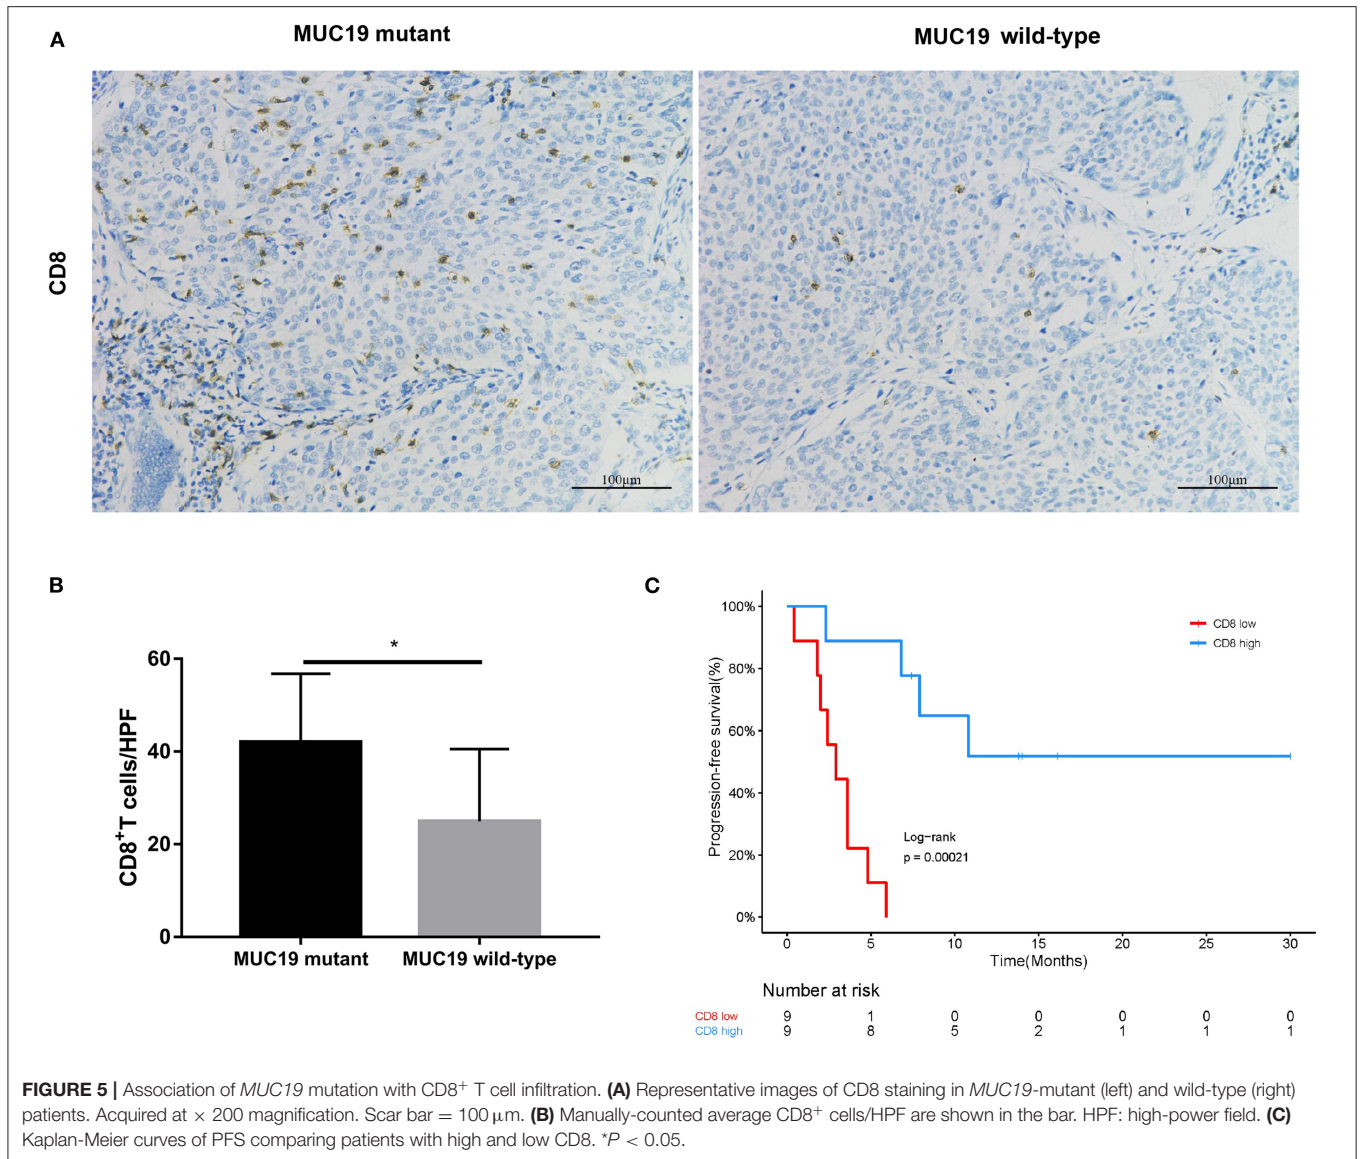 A
MUC19 mutant
MUC19 wild-type
CD8
100μm
100μm
B
60
40
20
0
CD8+T cells/HPF
*
MUC19 mutant
MUC19 wild-type
C
100%
80%
60%
40%
20%
0%
Progression-free survival(%)
CD8 low
CD8 high
Log-rank
p = 0.00021
0 5 10 15 20 25 30
Time(Months)
Number at risk
CD8 low 9 1 0 0 0 0 0
CD8 high 9 8 5 2 1 1 1
FIGURE 5 | Association of MUC19 mutation with CD8+ T cell infiltration. (A) Representative images of CD8 staining in MUC19-mutant (left) and wild-type (right)
patients. Acquired at × 200 magnification. Scar bar = 100 μm. (B) Manually-counted average CD8+ cells/HPF are shown in the bar. HPF: high-power field. (C)
Kaplan-Meier curves of PFS comparing patients with high and low CD8. *P < 0.05.